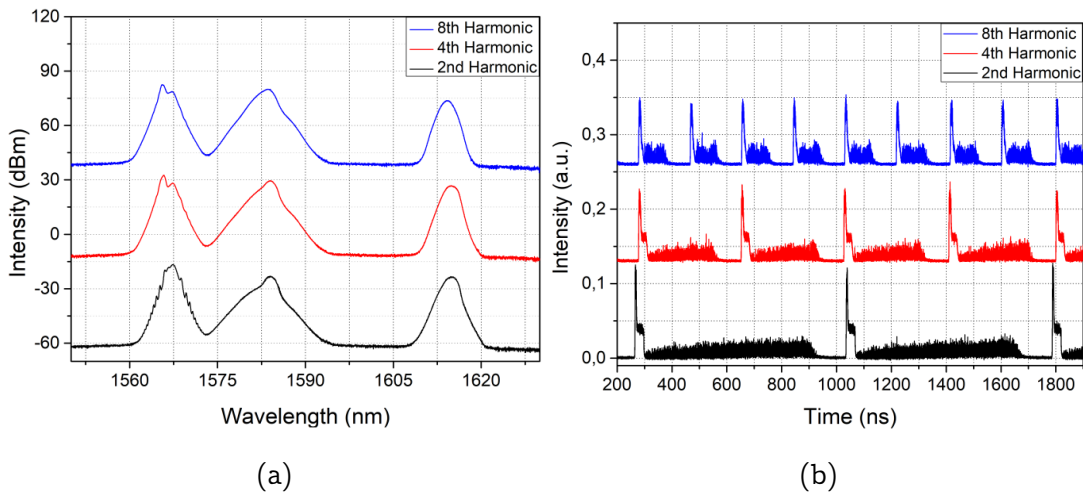 120
90
60
30
0
-30
-60
Intensity (dBm)
8th Harmonic
4th Harmonic
2nd Harmonic
1560 1575 1590 1605 1620
Wavelength (nm)
(a)
0,4
0,3
0,2
0,1
0,0
Intensity (a.u.)
8th Harmonic
4th Harmonic
2nd Harmonic
200 400 600 800 1000 1200 1400 1600 1800
Time (ns)
(b)